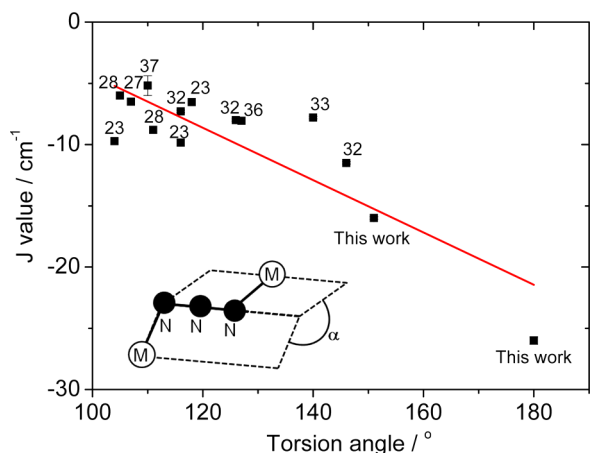 0
-10
-20
-30
J value / cm⁻¹
37
28 27
23
32
32 36
33
23
28
23
32
This work
This work
M
N N N
M
α
100 120 140 160 180
Torsion angle / °